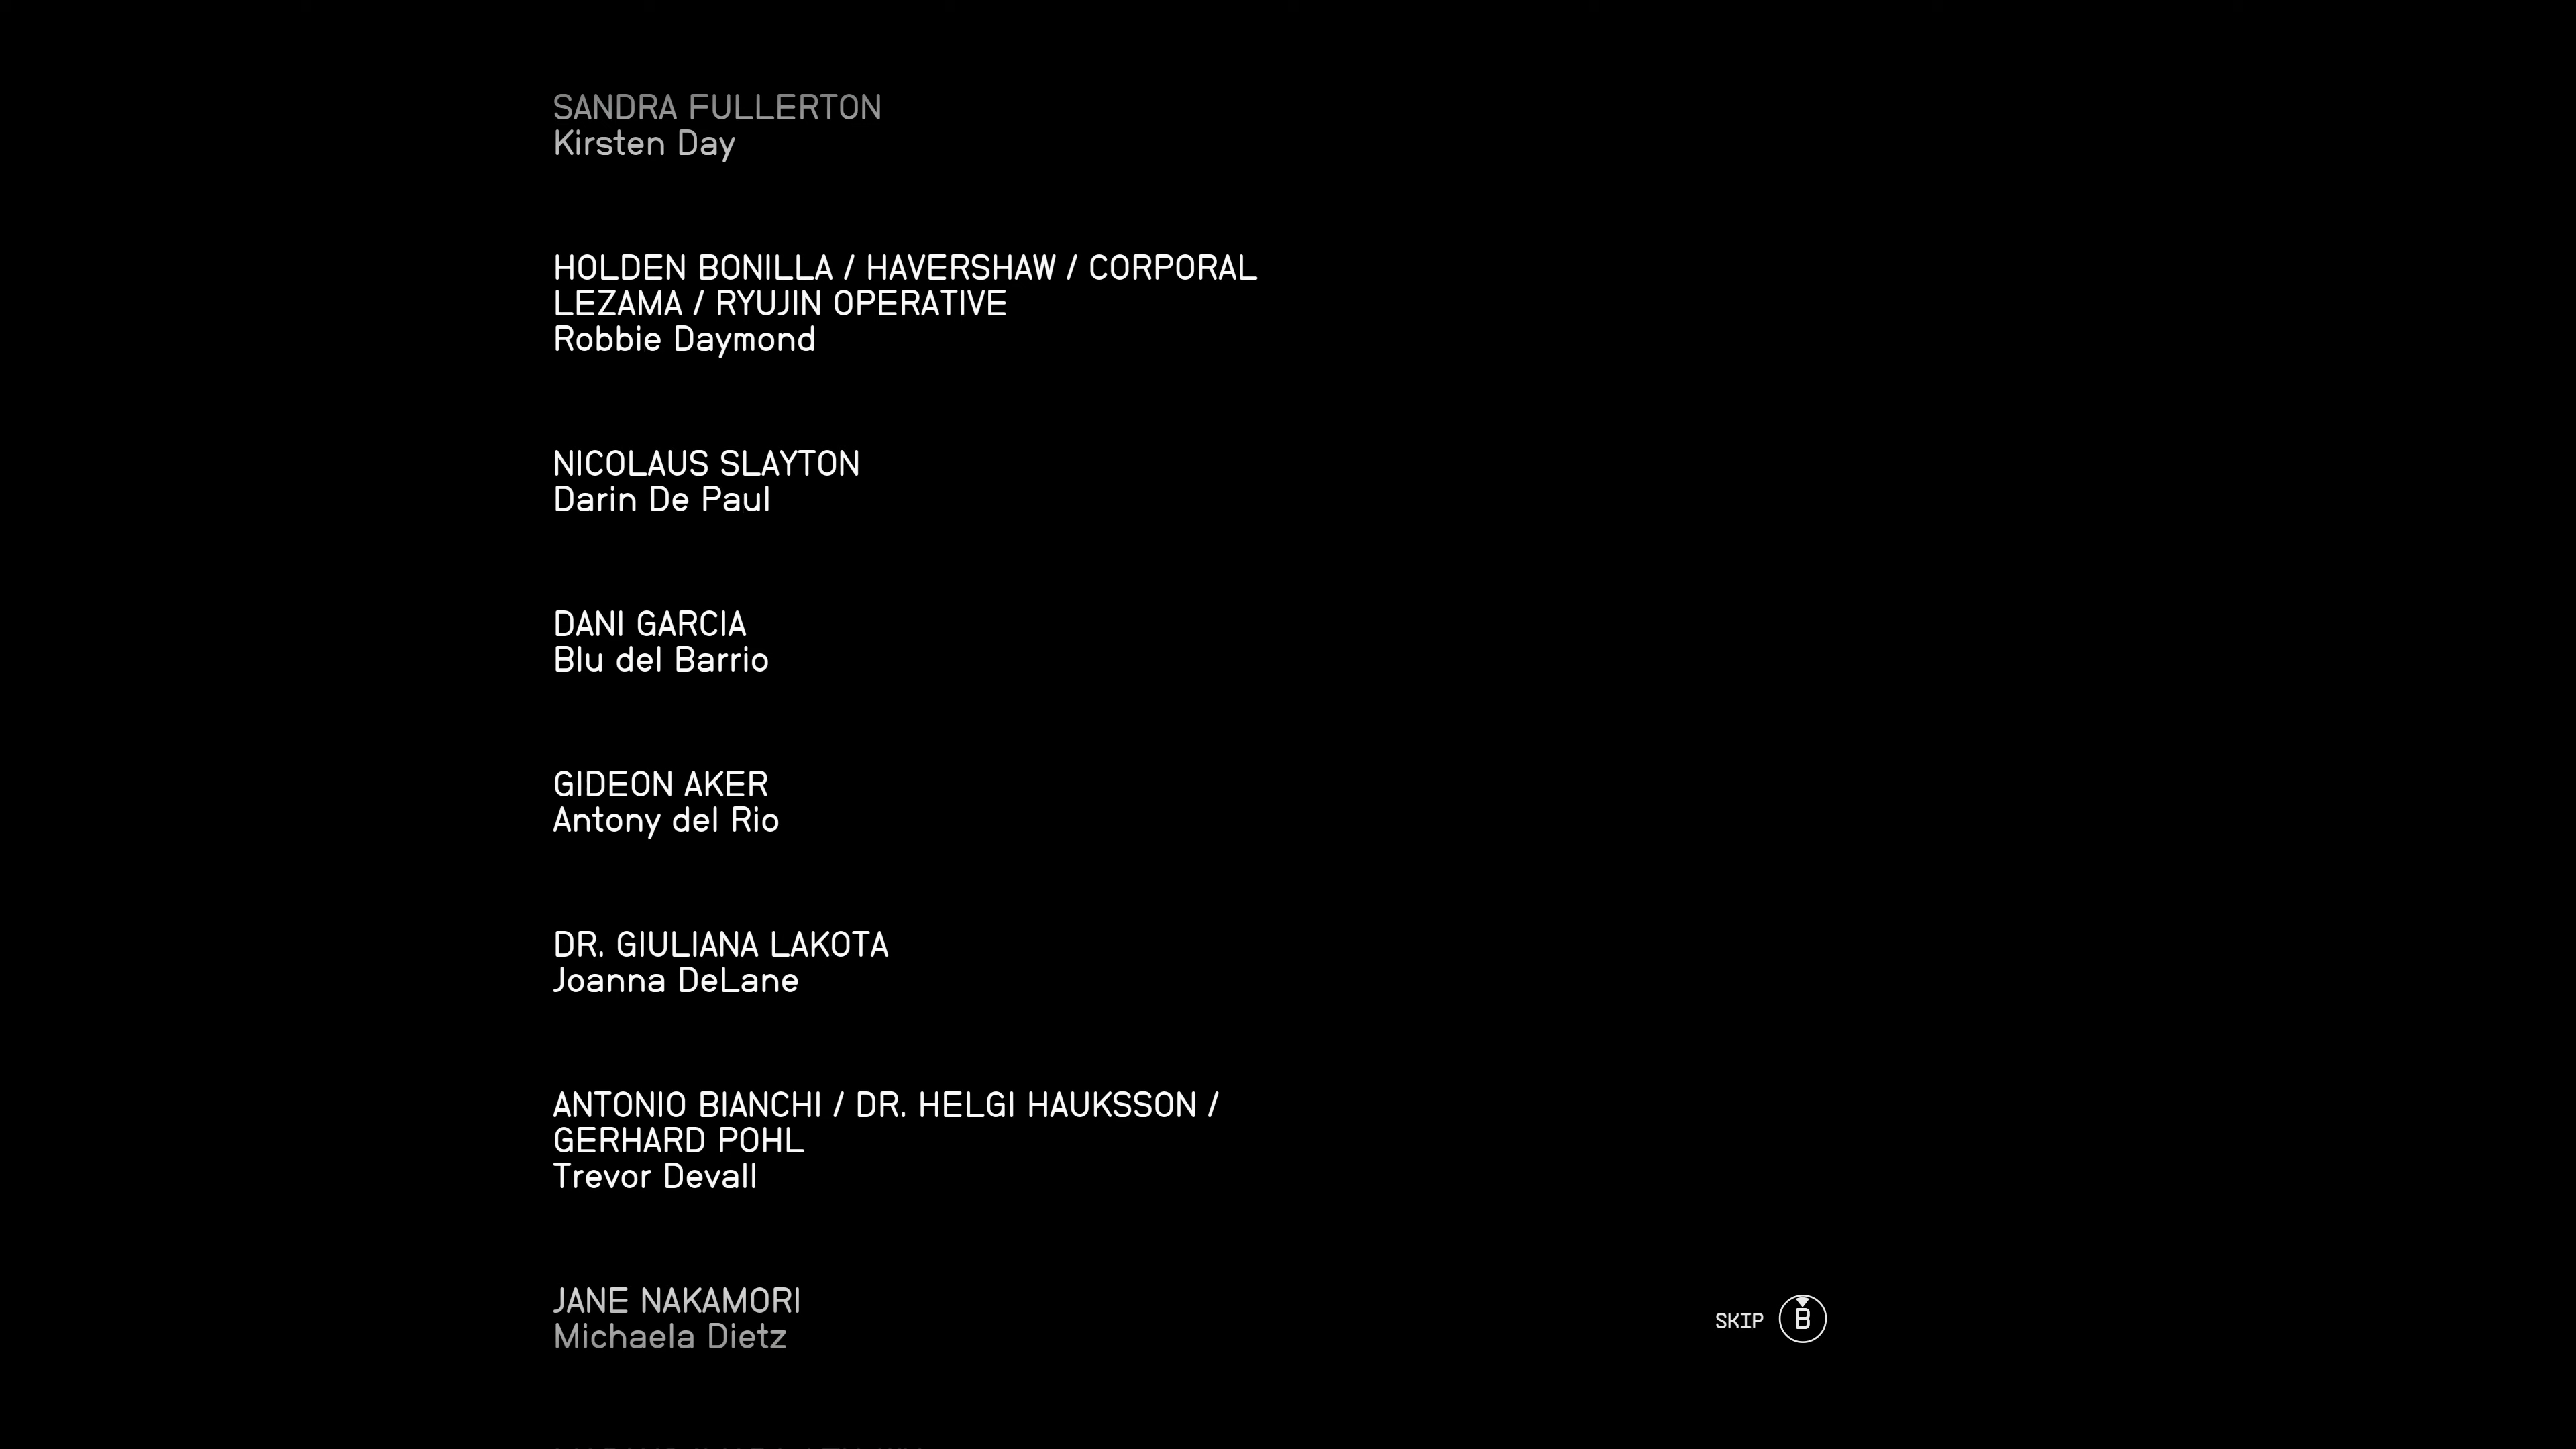 SANDRA FULLERTON
Kirsten Day
HOLDEN BONILLA / HAVERSHAW / CORPORAL
LEZAMA / RYUJIN OPERATIVE
Robbie Daymond
NICOLAUS SLAYTON
Darin De Paul
DANI GARCIA
Blu del Barrio
GIDEON AKER
Antony del Rio
DR. GIULIANA LAKOTA
Joanna DeLane
ANTONIO BIANCHI / DR. HELGI HAUKSSON /
GERHARD POHL
Trevor Devall
JANE NAKAMORI
Michaela Dietz
SKIP B